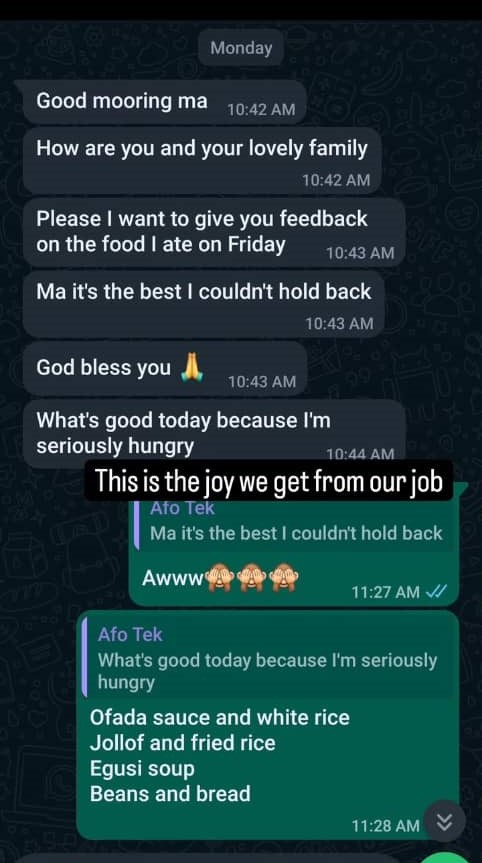 Monday
Good mooring ma 10:42 AM
How are you and your lovely family
10:42 AM
Please I want to give you feedback
on the food I ate on Friday 10:43 AM
Ma it's the best I couldn't hold back
10:43 AM
God bless you 🙏 10:43 AM
What's good today because I'm
seriously hungry 10:44 AM
This is the joy we get from our job
Afo Tek
Ma it's the best I couldn't hold back
Awww🙈🙈🙈 11:27 AM
Afo Tek
What's good today because I'm seriously
hungry
Ofada sauce and white rice
Jollof and fried rice
Egusi soup
Beans and bread
11:28 AM